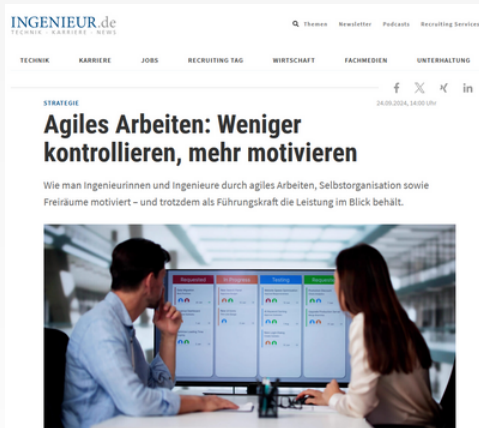 INGENIEUR.de
TECHNIK - KARRIERE - NEWS
Themen Newsletter Podcasts Recruiting Services
TECHNIK KARRIERE JOBS RECRUITING TAG WIRTSCHAFT FACHMEDIEN UNTERHALTUNG
STRATEGIE 24.09.2024, 14:00 Uhr
Agiles Arbeiten: Weniger
kontrollieren, mehr motivieren
Wie man Ingenieurinnen und Ingenieure durch agiles Arbeiten, Selbstorganisation sowie
Freiräume motiviert – und trotzdem als Führungskraft die Leistung im Blick behält.
Requested In Progress Testing